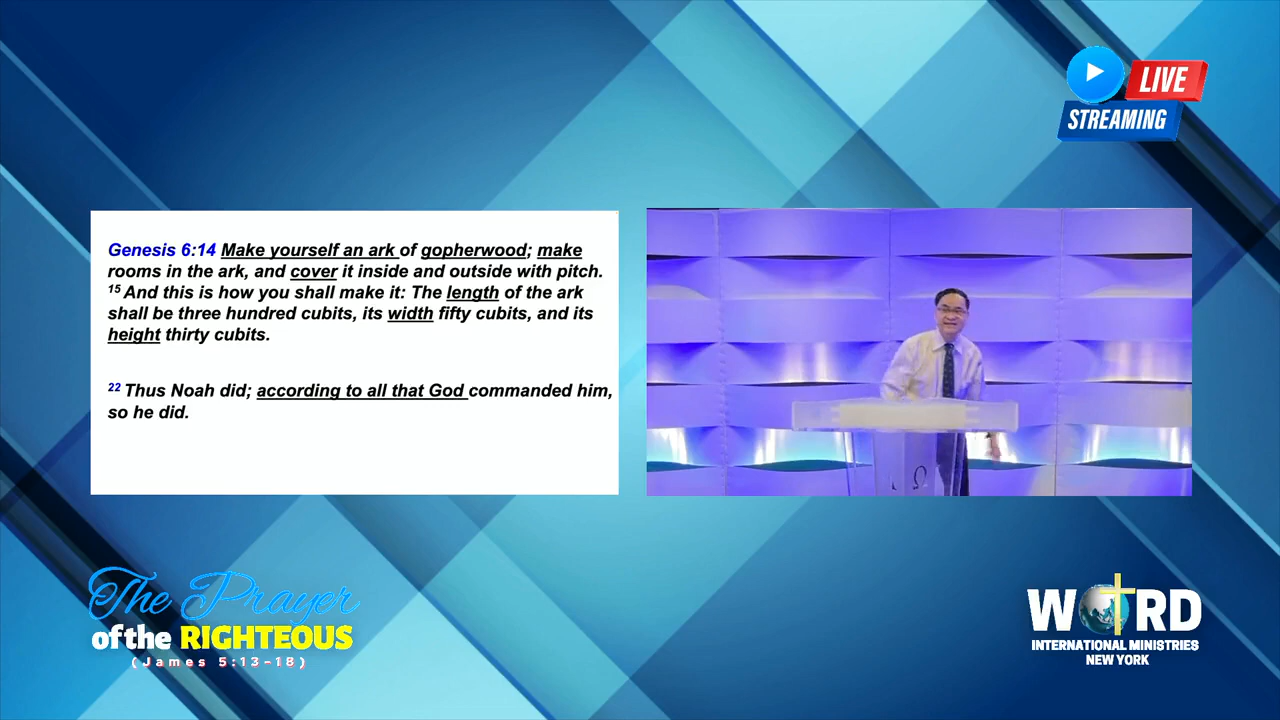 LIVE
STREAMING
Genesis 6:14 Make yourself an ark of gopherwood; make
rooms in the ark, and cover it inside and outside with pitch.
15 And this is how you shall make it: The length of the ark
shall be three hundred cubits, its width fifty cubits, and its
height thirty cubits.
22 Thus Noah did; according to all that God commanded him,
so he did.
Ω
The Prayer
of the RIGHTEOUS
(James 5:13-18)
WORD
INTERNATIONAL MINISTRIES
NEW YORK